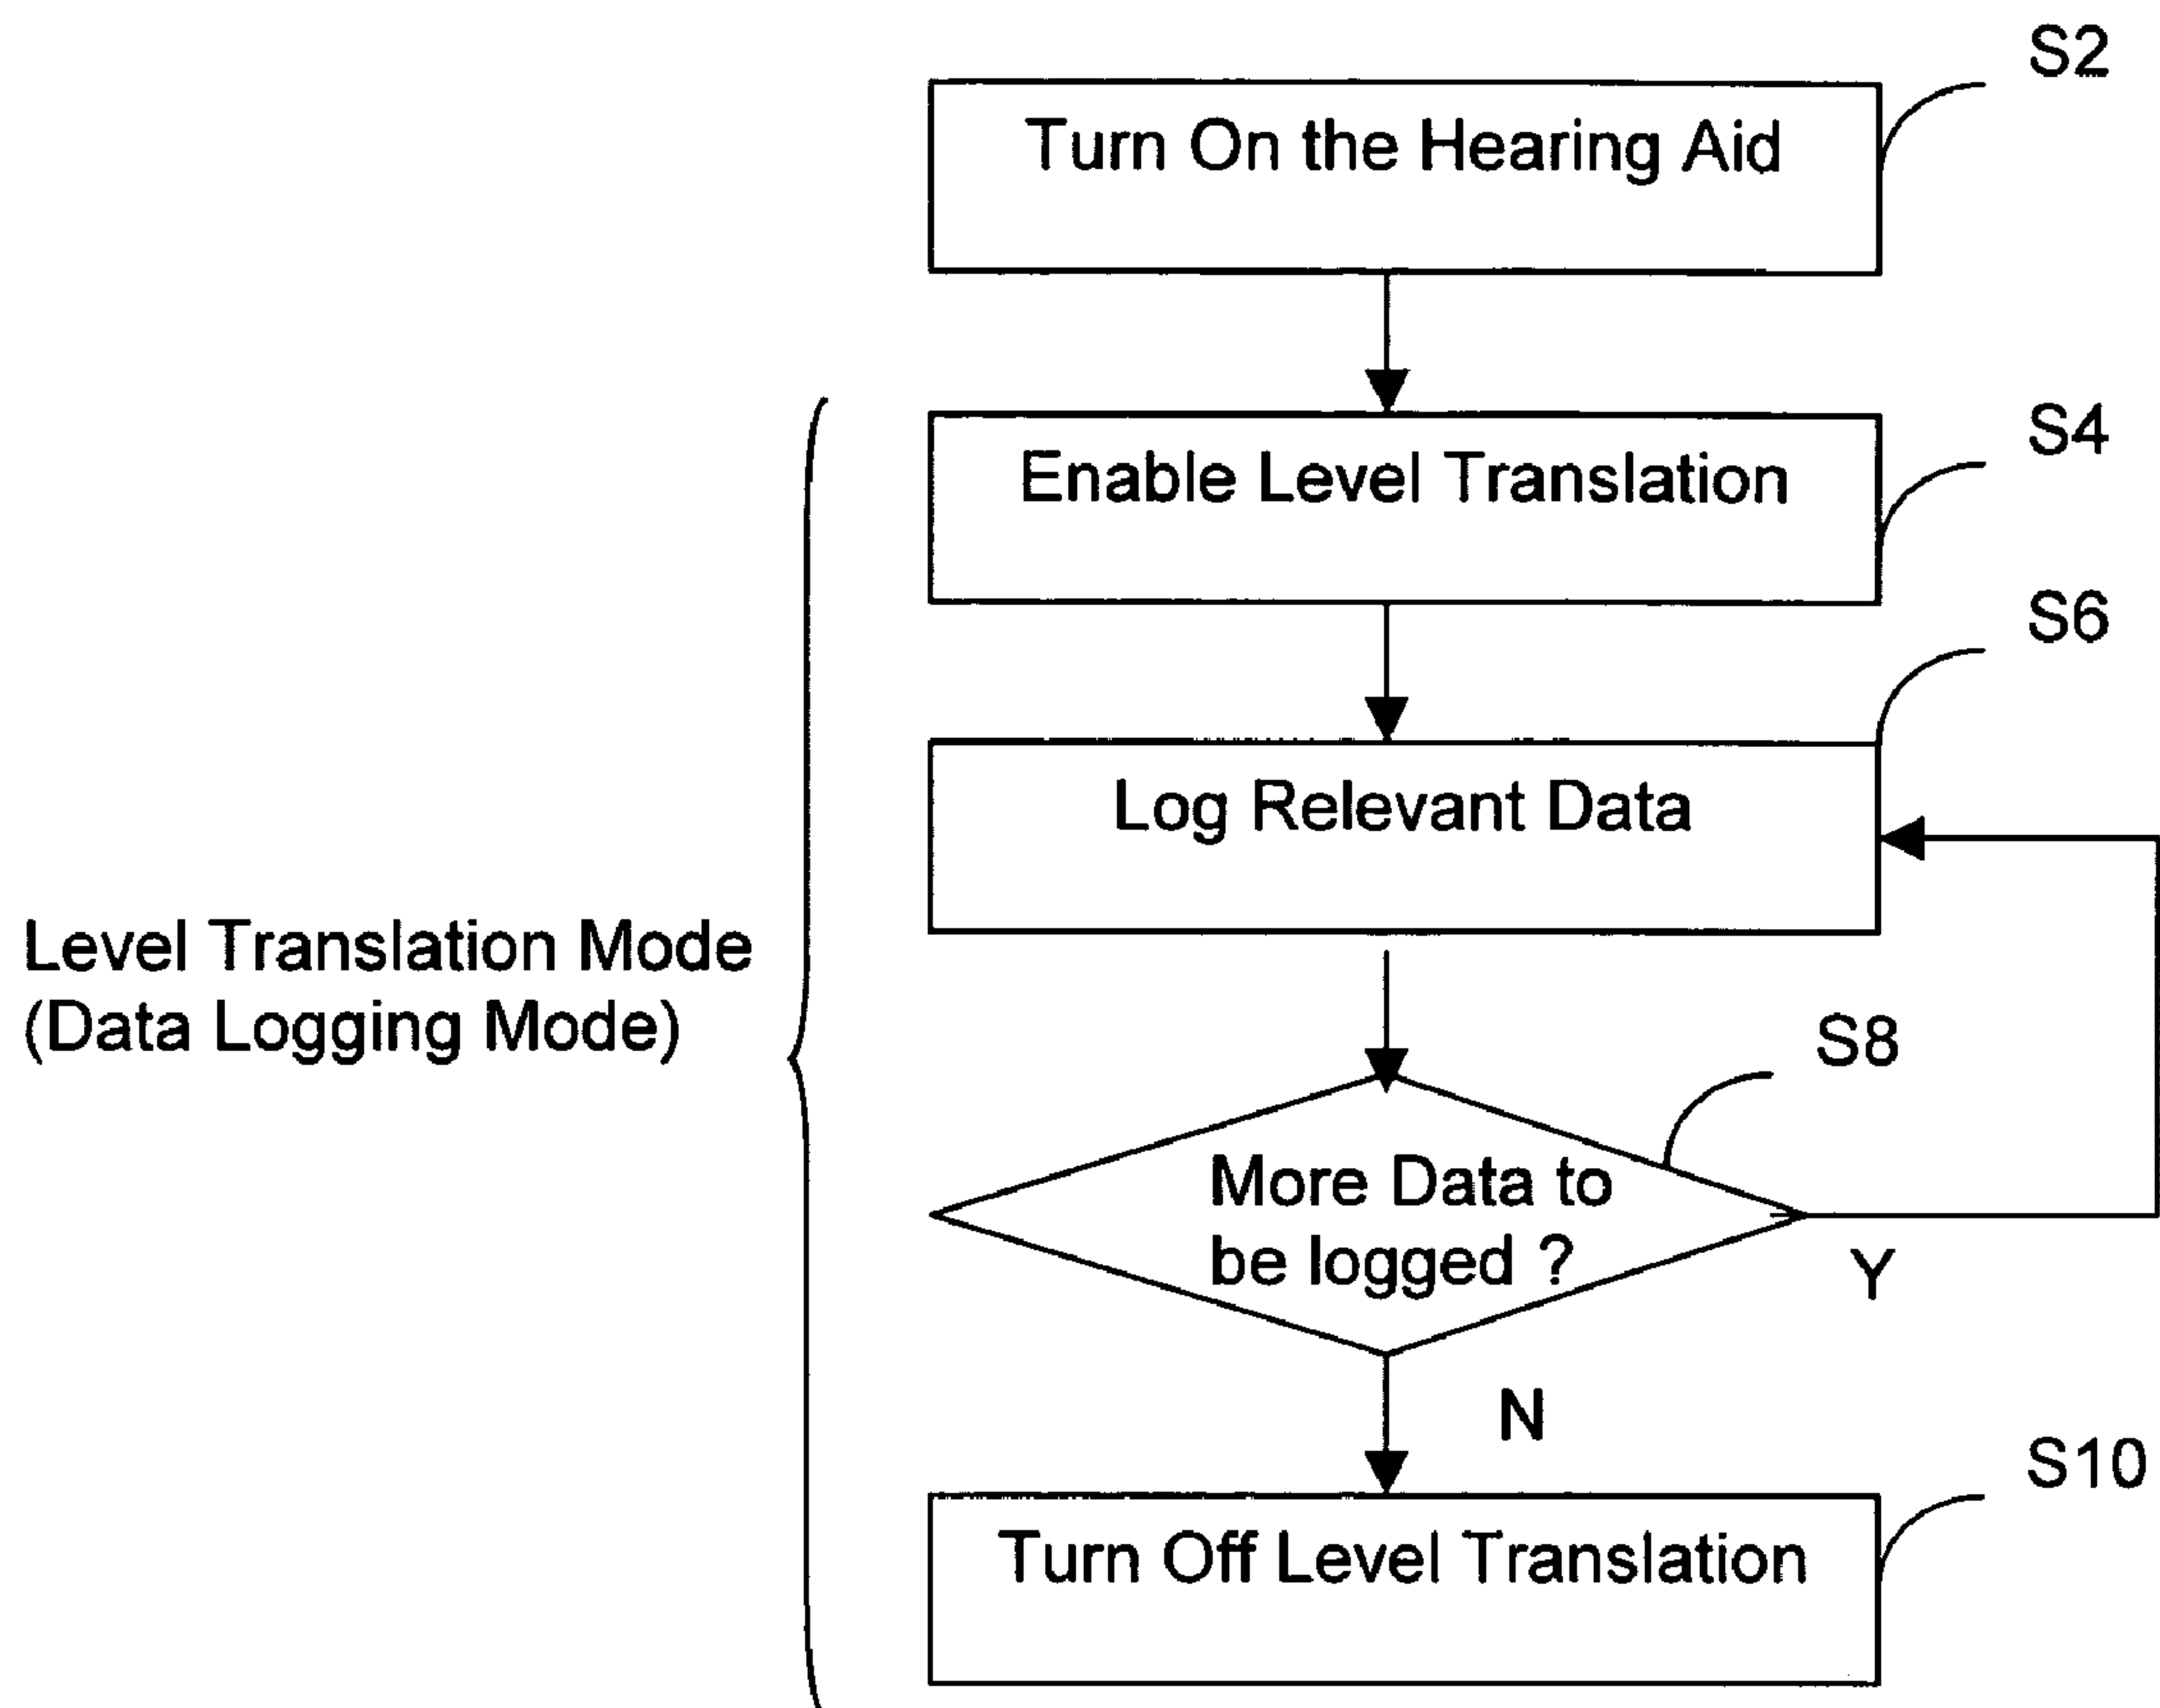 S2
Turn On the Hearing Aid
S4
Enable Level Translation
S6
Log Relevant Data
Level Translation Mode
(Data Logging Mode)
S8
More Data to
be logged ?
Y
N
S10
Turn Off Level Translation